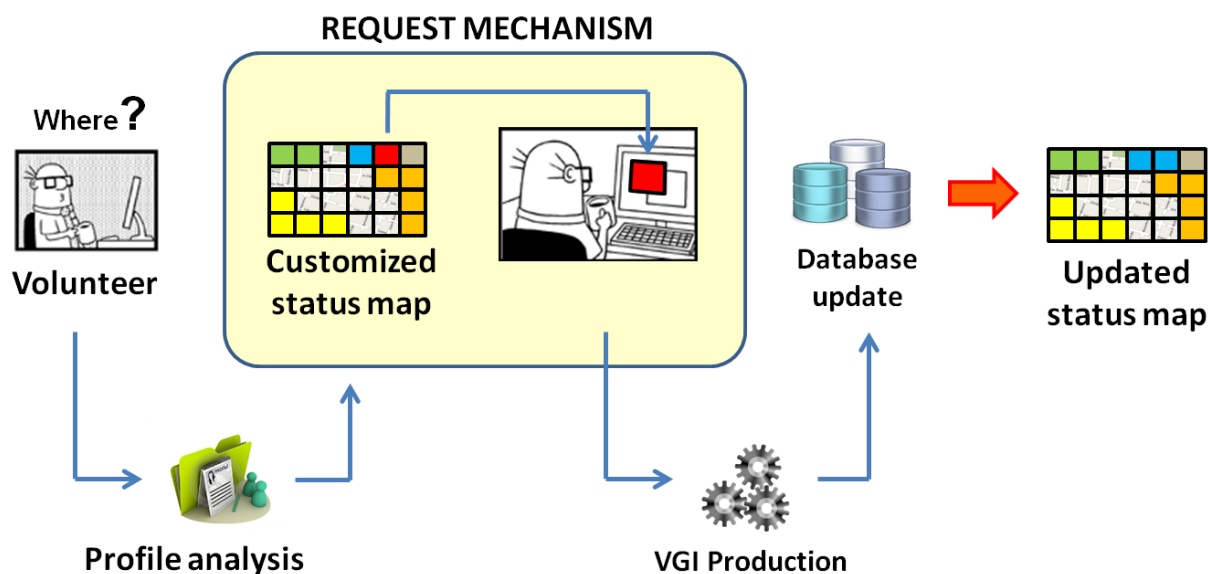 REQUEST MECHANISM
Where?
Volunteer
Customized
status map
Database
update
Updated
status map
Profile analysis
VGI Production